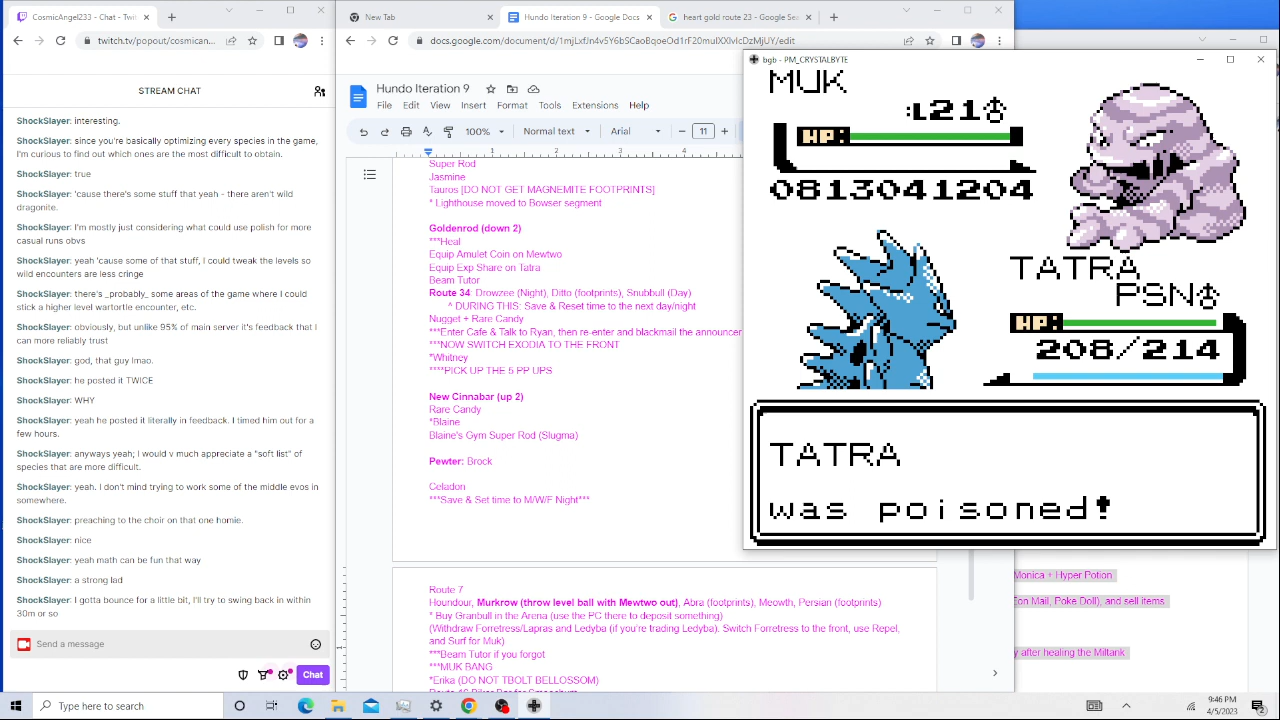 CosmicAngel233 - Chat - Twit
twitch.tv/popout/cosmican
STREAM CHAT
ShockSlayer: interesting.
ShockSlayer: since you're basically optimizing every species in the game,
I'm curious to find out which ones are the most difficult to obtain.
ShockSlayer: true
ShockSlayer: 'cause there's some stuff that yeah - there aren't wild
dragonite.
ShockSlayer: I'm mostly just considering what could use polish for more
casual runs obvs
ShockSlayer: yeah 'cause some of that stuff, I could tweak the levels so
wild encounters are less cringe
ShockSlayer: there's _probably_ some areas of the game where I could
stick a higher level wartortle encounter, etc.
ShockSlayer: obviously, but unlike 95% of main server it's feedback that I
can more reliably trust
ShockSlayer: god, that guy lmao.
ShockSlayer: he posted it TWICE
ShockSlayer: WHY
ShockSlayer: yeah he posted it literally in feedback. I timed him out for a
few hours.
ShockSlayer: anyways yeah; I would v much appreciate a "soft list" of
species that are more difficult.
ShockSlayer: yeah. I don't mind trying to work some of the middle evos in
somewhere.
ShockSlayer: preaching to the choir on that one homie.
ShockSlayer: nice
ShockSlayer: yeah math can be fun that way
ShockSlayer: a strong lad
ShockSlayer: I gotta bounce for a little bit, I'll try to swing back in within
30m or so
Send a message
Chat
New Tab
Hundo Iteration 9 - Google Docs
heart gold route 23 - Google Se
Hundo Iteration 9
File Edit View Insert Format Tools Extensions Help
100% Normal text Arial 11
1 2 3 4
Super Rod
Jasmine
Tauros [DO NOT GET MAGNEMITE FOOTPRINTS]
* Lighthouse moved to Bowser segment
Goldenrod (down 2)
***Heal
Equip Amulet Coin on Mewtwo
Equip Exp Share on Tatra
Beam Tutor
Route 34: Drowzee (Night), Ditto (footprints), Snubbull (Day)
^ DURING THIS: Save & Reset time to the next day/night
Nugget + Rare Candy
***Enter Cafe & Talk to Ryan, then re-enter and blackmail the announcer
***NOW SWITCH EXODIA TO THE FRONT
*Whitney
****PICK UP THE 5 PP UPS
New Cinnabar (up 2)
Rare Candy
*Blaine
Blaine's Gym Super Rod (Slugma)
Pewter: Brock
Celadon
***Save & Set time to M/W/F Night***
Route 7
Houndour, Murkrow (throw level ball with Mewtwo out), Abra (footprints), Meowth, Persian (footprints)
* Buy Granbull in the Arena (use the PC there to deposit something)
(Withdraw Forretress/Lapras and Ledyba (if you're trading Ledyba). Switch Forretress to the front, use Repel,
and Surf for Muk)
***Beam Tutor if you forgot
***MUK BANG
*Erika (DO NOT TBOLT BELLOSSOM)
Monica + Hyper Potion
Eon Mail, Poke Doll), and sell items
y after healing the Miltank
bgb - PM_CRYSTALBYTE
MUK
:L21♂
HP:
0813041204
TATRA
PSN♂
HP:
208/214
TATRA
was poisoned!
Type here to search
9:46 PM
4/5/2023
2